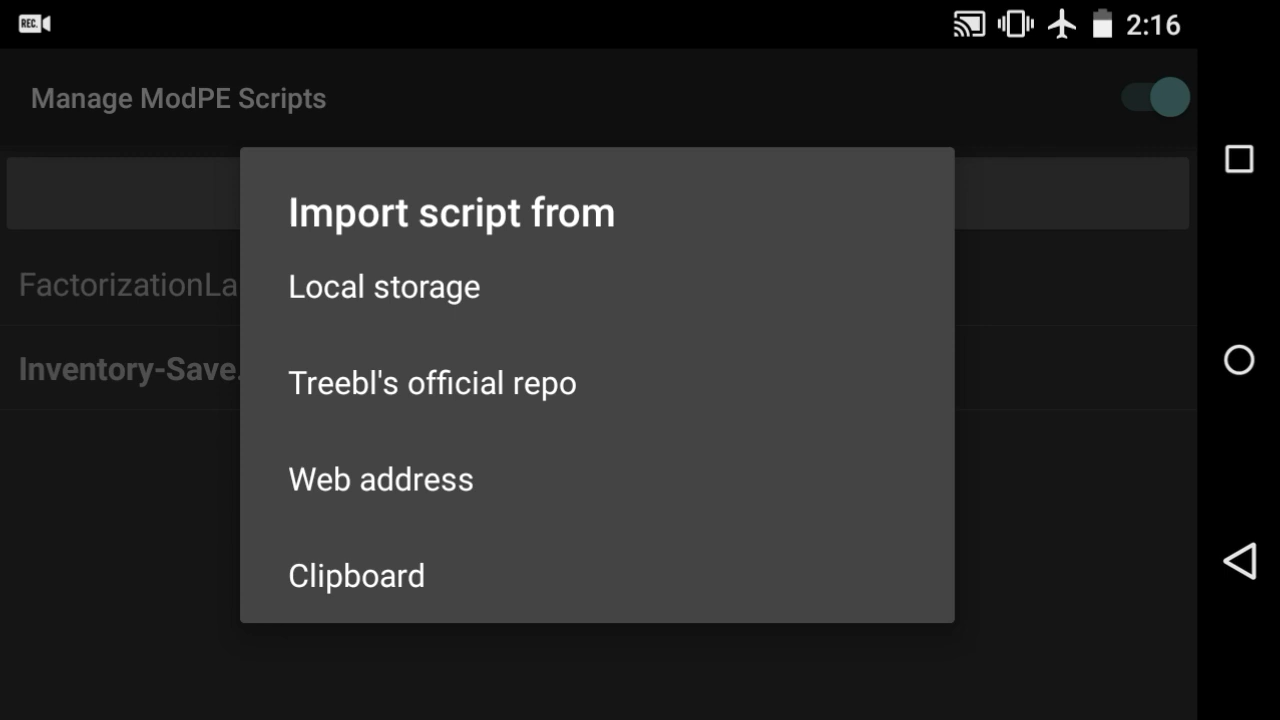 REC.
2:16
Manage ModPE Scripts
Import script from
FactorizationLa
Local storage
Inventory-Save.
Treebl's official repo
Web address
Clipboard